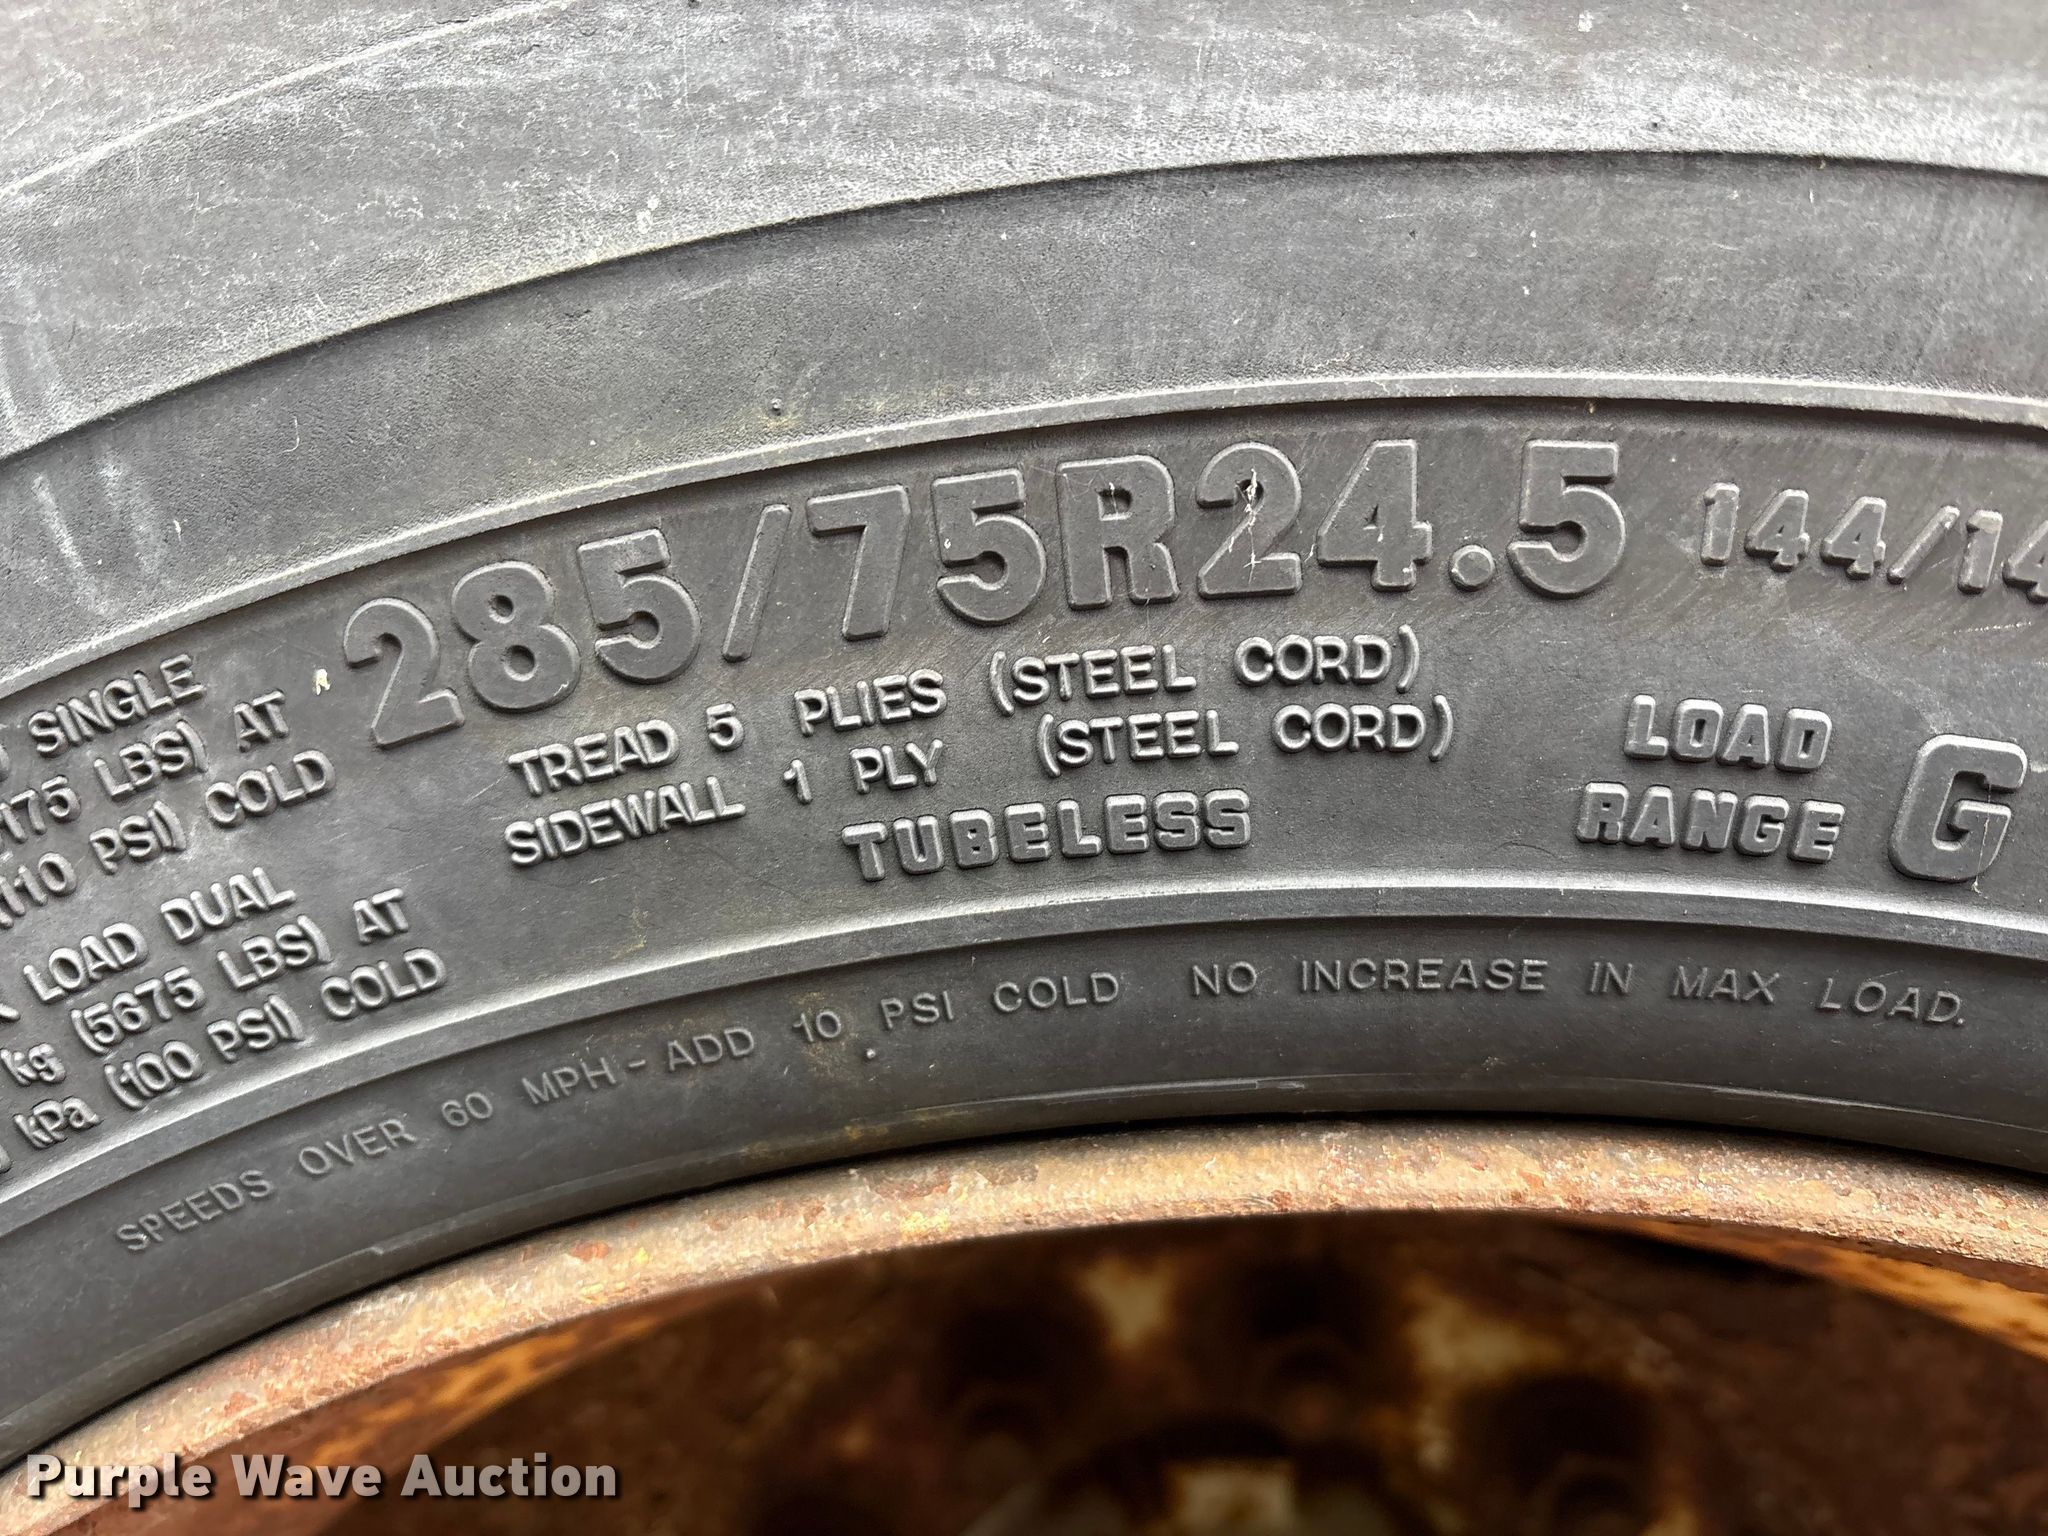 285/75R24.5 144/14
SINGLE
175 LBS) AT
(110 PSI) COLD
LOAD DUAL
kg (5675 LBS) AT
kPa (100 PSI) COLD
TREAD 5 PLIES (STEEL CORD)
SIDEWALL 1 PLY (STEEL CORD)
TUBELESS
LOAD
RANGE G
SPEEDS OVER 60 MPH - ADD 10 PSI COLD NO INCREASE IN MAX LOAD.
Purple Wave Auction